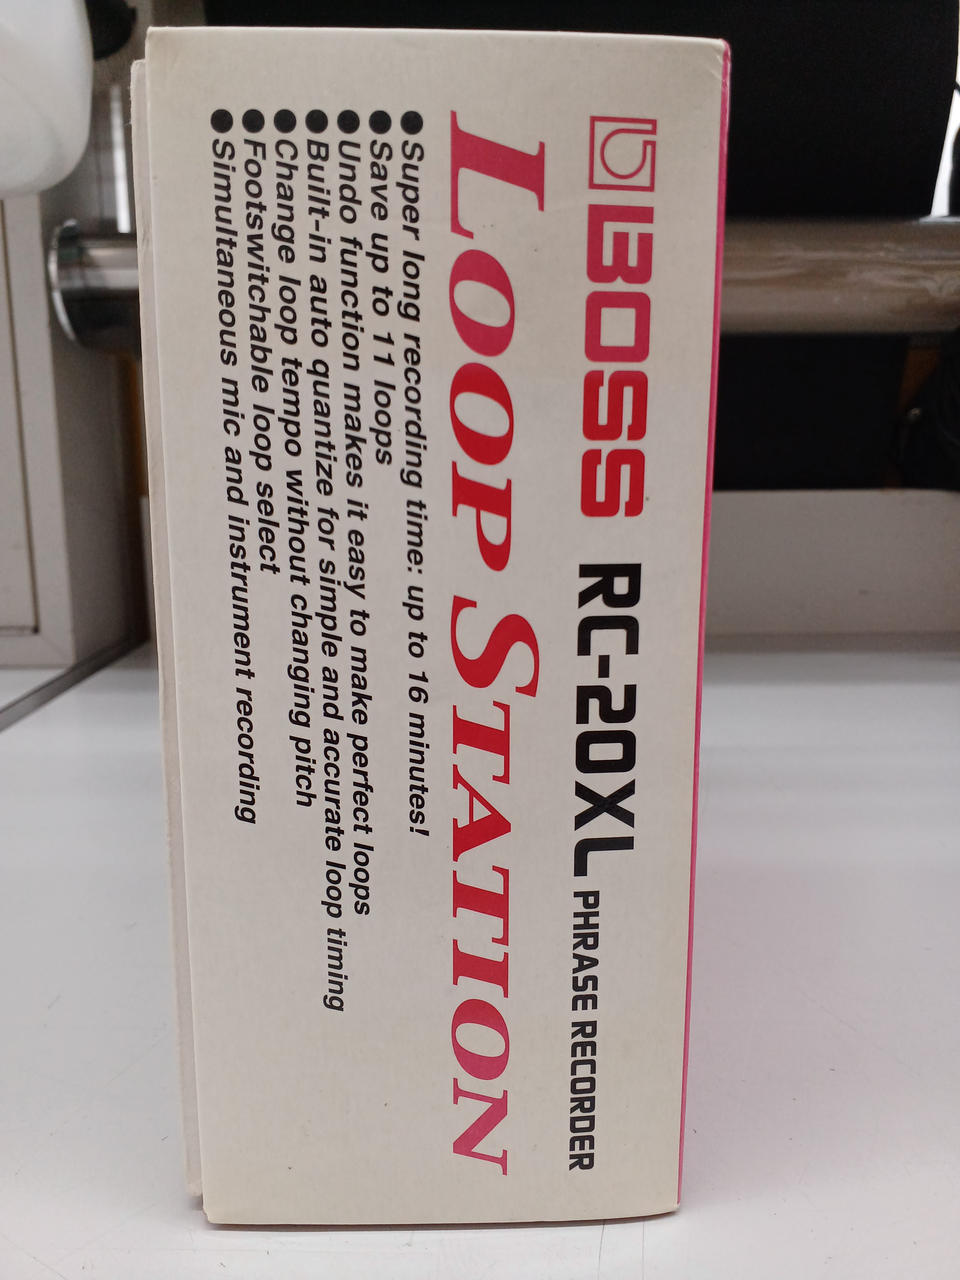 BOSS RC-20XL PHRASE RECORDER
LOOP STATION
●Super long recording time: up to 16 minutes!
●Save up to 11 loops
●Undo function makes it easy to make perfect loops
●Built-in auto quantize for simple and accurate loop timing
●Change loop tempo without changing pitch
●Footswitchable loop select
●Simultaneous mic and instrument recording